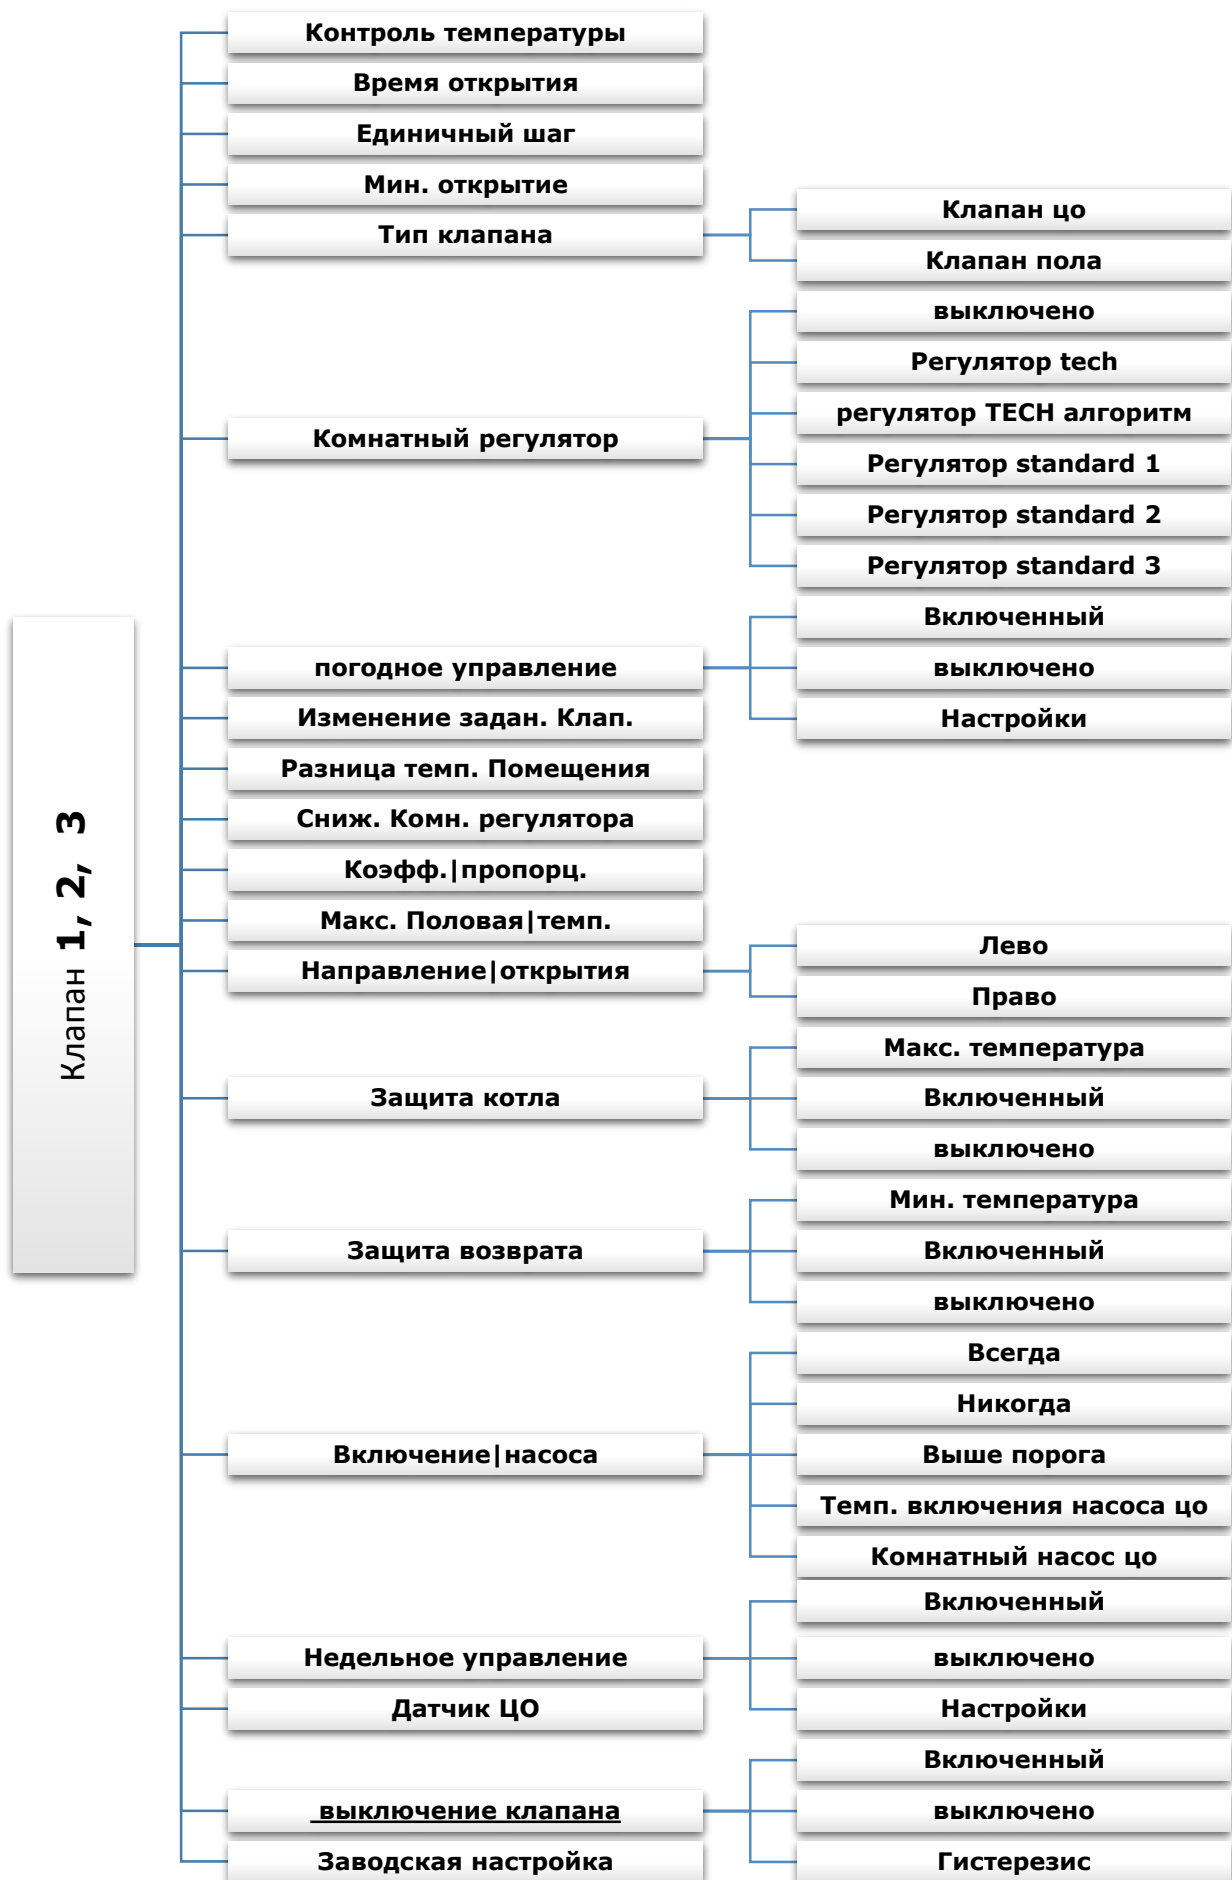 Контроль температуры
Время открытия
Единичный шаг
Мин. открытие
Тип клапана
Клапан цо
Клапан пола
Комнатный регулятор
выключено
Регулятор tech
регулятор TECH алгоритм
Регулятор standard 1
Регулятор standard 2
Регулятор standard 3
Клапан 1, 2, 3
погодное управление
Включенный
выключено
Настройки
Изменение задан. Клап.
Разница темп. Помещения
Сниж. Комн. регулятора
Коэфф.|пропорц.
Макс. Половая|темп.
Направление|открытия
Лево
Право
Защита котла
Макс. температура
Включенный
выключено
Защита возврата
Мин. температура
Включенный
выключено
Включение|насоса
Всегда
Никогда
Выше порога
Темп. включения насоса цо
Комнатный насос цо
Недельное управление
Включенный
выключено
Настройки
Датчик ЦО
выключение клапана
Включенный
выключено
Гистерезис
Заводская настройка